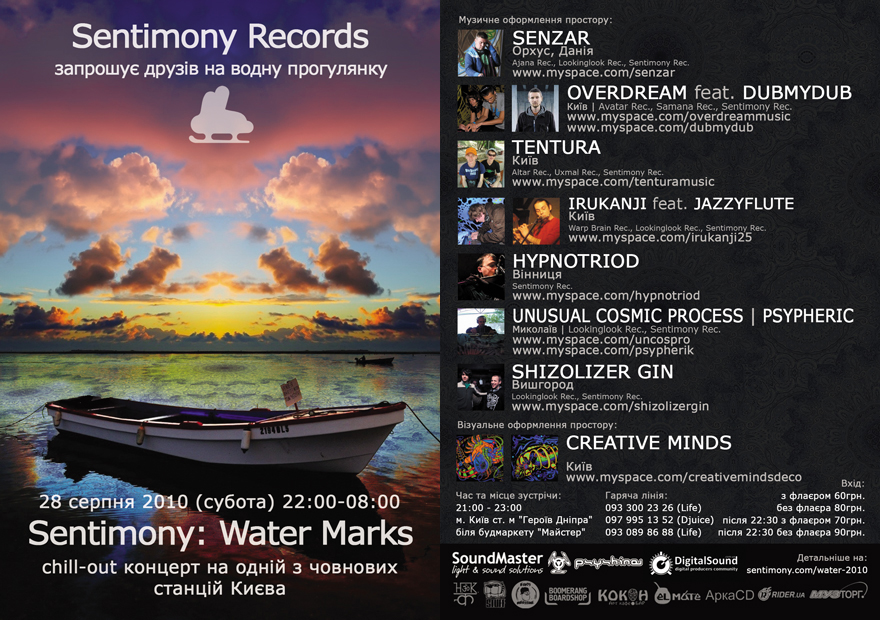 Sentimony Records
запрошує друзів на водну прогулянку
28 серпня 2010 (субота) 22:00-08:00
Sentimony: Water Marks
chill-out концерт на одній з човнових
станцій Києва
Музичне оформлення простору:
SENZAR
Орхус, Данія
Ajana Rec., Lookinglook Rec., Sentimony Rec.
www.myspace.com/senzar
OVERDREAM feat. DUBMYDUB
Київ | Avatar Rec., Samana Rec., Sentimony Rec.
www.myspace.com/overdreammusic
www.myspace.com/dubmydub
TENTURA
Київ
Altar Rec., Uxmal Rec., Sentimony Rec.
www.myspace.com/tenturamusic
IRUKANJI feat. JAZZYFLUTE
Київ
Warp Brain Rec., Lookinglook Rec., Sentimony Rec.
www.myspace.com/irukanji25
HYPNOTRIOD
Вінниця
Sentimony Rec.
www.myspace.com/hypnotriod
UNUSUAL COSMIC PROCESS | PSYPHERIC
Миколаїв | Lookinglook Rec., Sentimony Rec.
www.myspace.com/uncospro
www.myspace.com/psypherik
SHIZOLIZER GIN
Вишгород
Lookinglook Rec., Sentimony Rec.
www.myspace.com/shizolizergin
Візуальне оформлення простору:
CREATIVE MINDS
Київ
www.myspace.com/creativemindsdeco
Час та місце зустрічи:
21:00 - 23:00
м. Київ ст. м "Героїв Дніпра"
біля будмаркету "Майстер"
Гаряча лінія:
093 300 23 26 (Life)
097 995 13 52 (Djuice)
093 089 86 88 (Life)
Вхід:
з флаєром 60грн.
без флаєра 80грн.
після 22:30 з флаєром 70грн.
після 22:30 без флаєра 90грн.
SoundMaster
light & sound solutions
psyshina
DigitalSound
digital producers community
Детальніше на:
sentimony.com/water-2010
BOOMERANG
BOARDSHOP
КОКОН
elмате
АркаCD
RIDER.UA
МУЗТОРГ